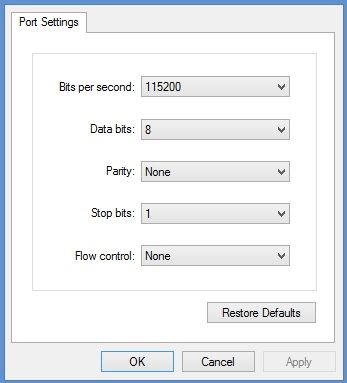 Port Settings
Bits per second: 115200
Data bits: 8
Parity: None
Stop bits: 1
Flow control: None
Restore Defaults
OK Cancel Apply